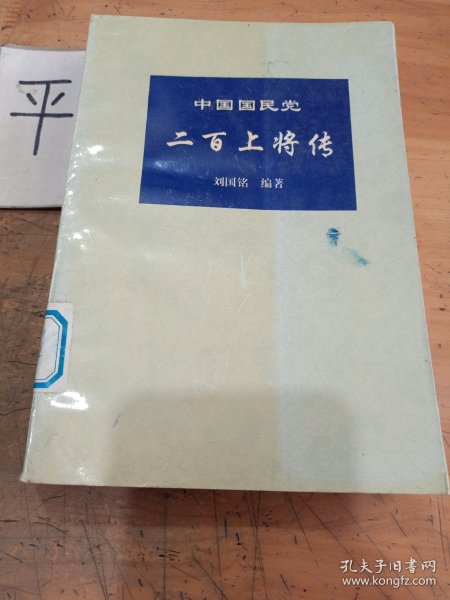 平
中国国民党
二百上将传
刘国铭 编著
孔夫子旧书网
www.kongfz.com